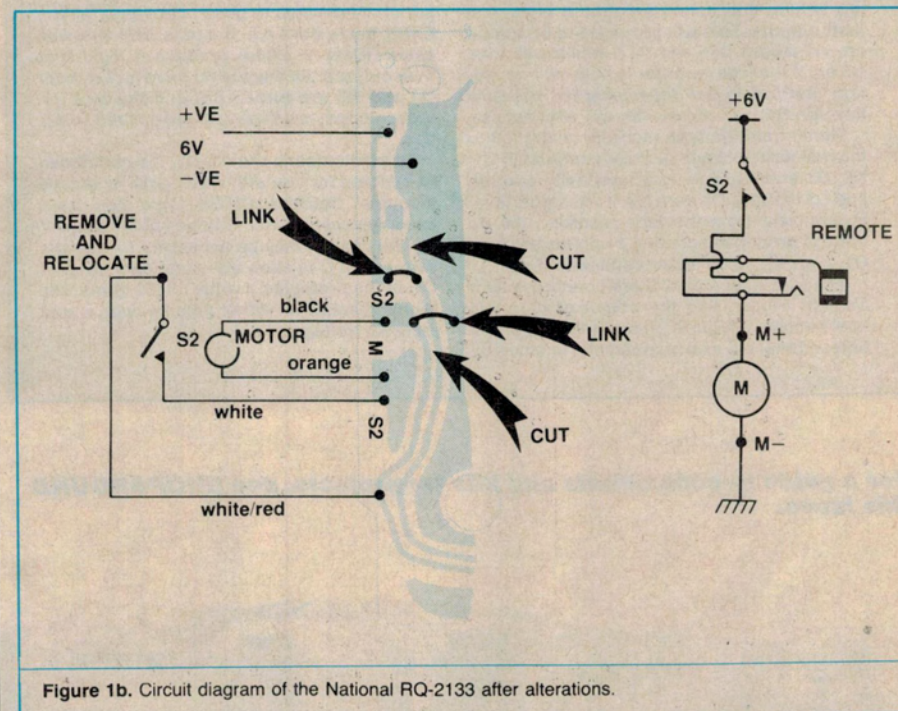 +VE
6V
−VE
REMOVE
AND
RELOCATE
LINK
CUT
S2
black
S2
MOTOR
M
LINK
orange
white
S2
CUT
white/red
+6V
S2
REMOTE
M+
M
M−
Figure 1b. Circuit diagram of the National RQ-2133 after alterations.